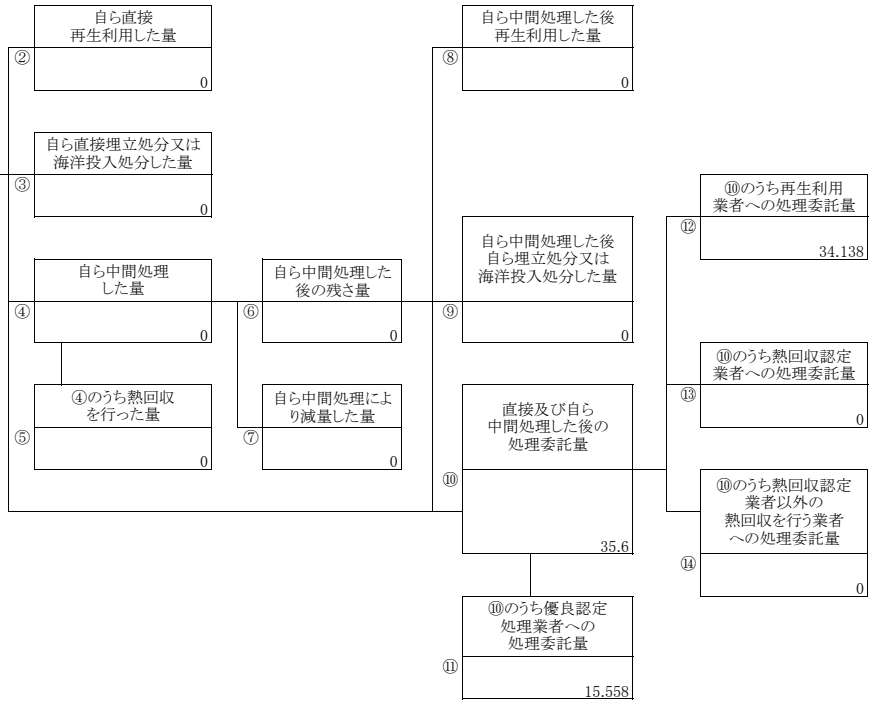 自ら直接
再生利用した量
②
0
自ら直接埋立処分又は
海洋投入処分した量
③
0
自ら中間処理
した量
④
0
④のうち熱回収
を行った量
⑤
0
自ら中間処理した
後の残さ量
⑥
0
自ら中間処理によ
り減量した量
⑦
0
自ら中間処理した後
再生利用した量
⑧
0
自ら中間処理した後
自ら埋立処分又は
海洋投入処分した量
⑨
0
直接及び自ら
中間処理した後の
処理委託量
⑩
35.6
⑩のうち優良認定
処理業者への
処理委託量
⑪
15.558
⑩のうち再生利用
業者への処理委託量
⑫
34.138
⑩のうち熱回収認定
業者への処理委託量
⑬
0
⑩のうち熱回収認定
業者以外の
熱回収を行う業者
への処理委託量
⑭
0